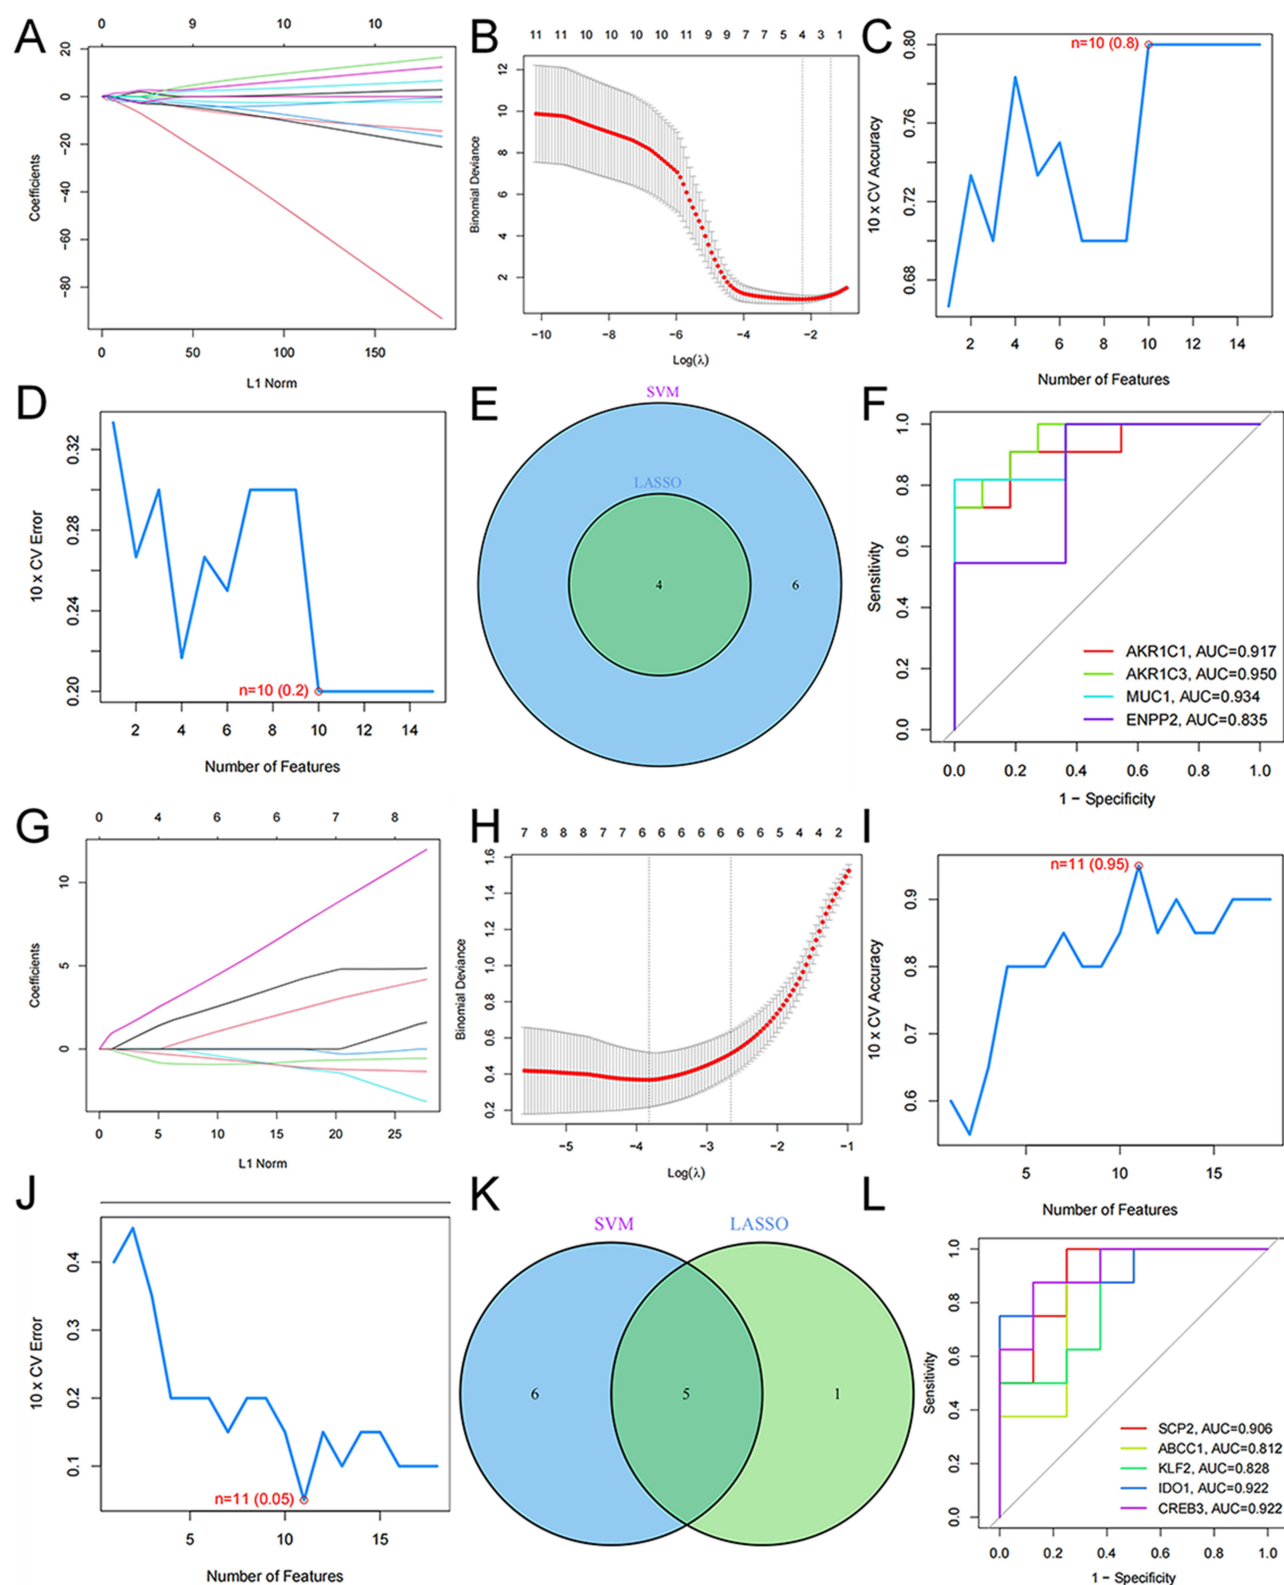 A
0 9 10 10
20
0
−20
−40
−60
−80
Coefficients
0 50 100 150
L1 Norm
B
11 11 10 10 10 10 11 9 9 7 7 5 4 3 1
12
10
8
6
4
2
Binomial Deviance
−10 −8 −6 −4 −2
Log(λ)
C
n=10 (0.8)
0.80
0.76
0.72
0.68
10 x CV Accuracy
2 4 6 8 10 12 14
Number of Features
D
0.32
0.28
0.24
0.20
10 x CV Error
n=10 (0.2)
2 4 6 8 10 12 14
Number of Features
E
SVM
LASSO
4 6
F
1.0
0.8
0.6
0.4
0.2
0.0
Sensitivity
AKR1C1, AUC=0.917
AKR1C3, AUC=0.950
MUC1, AUC=0.934
ENPP2, AUC=0.835
0.0 0.2 0.4 0.6 0.8 1.0
1 − Specificity
G
0 4 6 6 7 8
10
5
0
Coefficients
0 5 10 15 20 25
L1 Norm
H
7 8 8 8 7 7 6 6 6 6 6 6 5 4 4 2
1.6
1.4
1.2
1.0
0.8
0.6
0.4
0.2
Binomial Deviance
−5 −4 −3 −2 −1
Log(λ)
I
n=11 (0.95)
0.9
0.8
0.7
0.6
10 x CV Accuracy
5 10 15
Number of Features
J
0.4
0.3
0.2
0.1
10 x CV Error
n=11 (0.05)
5 10 15
Number of Features
K
SVM LASSO
6 5 1
L
1.0
0.8
0.6
0.4
0.2
0.0
Sensitivity
SCP2, AUC=0.906
ABCC1, AUC=0.812
KLF2, AUC=0.828
IDO1, AUC=0.922
CREB3, AUC=0.922
0.0 0.2 0.4 0.6 0.8 1.0
1 − Specificity